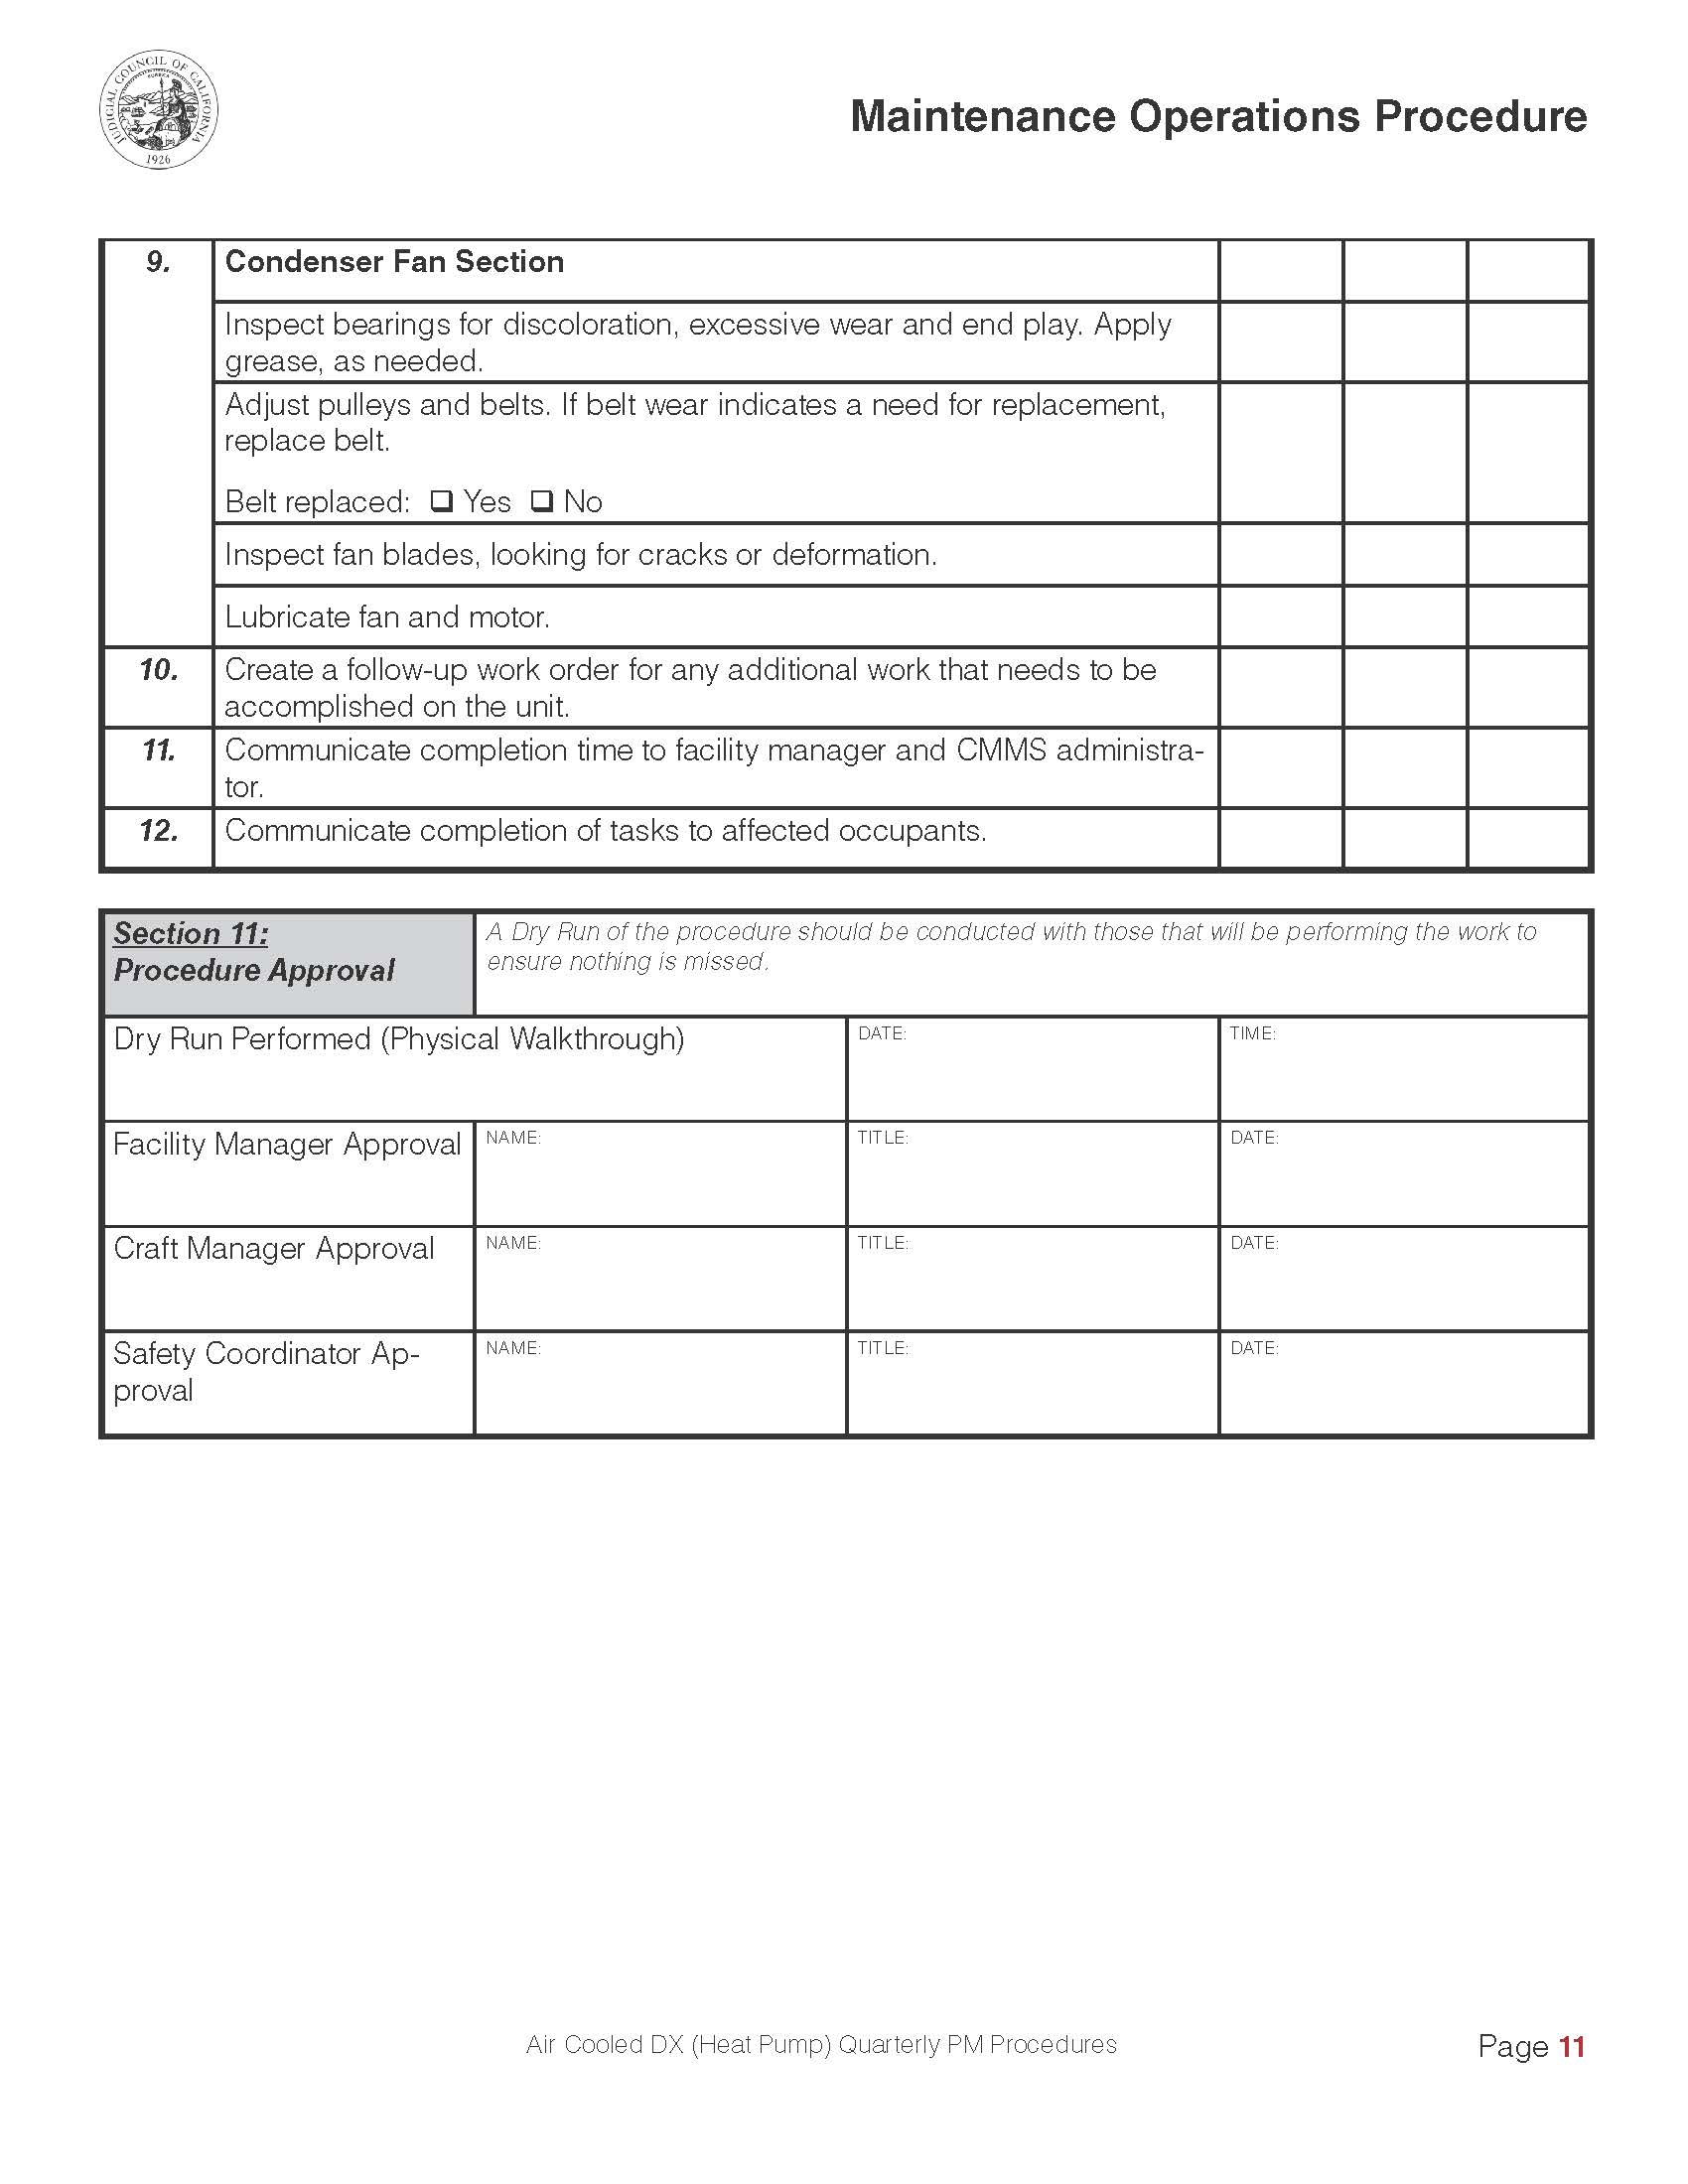 JUDICIAL COUNCIL OF CALIFORNIA
EUREKA
1926
Maintenance Operations Procedure
9. Condenser Fan Section
Inspect bearings for discoloration, excessive wear and end play. Apply
grease, as needed.
Adjust pulleys and belts. If belt wear indicates a need for replacement,
replace belt.
Belt replaced: ❑ Yes ❑ No
Inspect fan blades, looking for cracks or deformation.
Lubricate fan and motor.
10. Create a follow-up work order for any additional work that needs to be
accomplished on the unit.
11. Communicate completion time to facility manager and CMMS administra-
tor.
12. Communicate completion of tasks to affected occupants.
Section 11:
Procedure Approval
A Dry Run of the procedure should be conducted with those that will be performing the work to
ensure nothing is missed.
Dry Run Performed (Physical Walkthrough) DATE: TIME:
Facility Manager Approval NAME: TITLE: DATE:
Craft Manager Approval NAME: TITLE: DATE:
Safety Coordinator Ap-
proval
NAME: TITLE: DATE:
Air Cooled DX (Heat Pump) Quarterly PM Procedures
Page 11